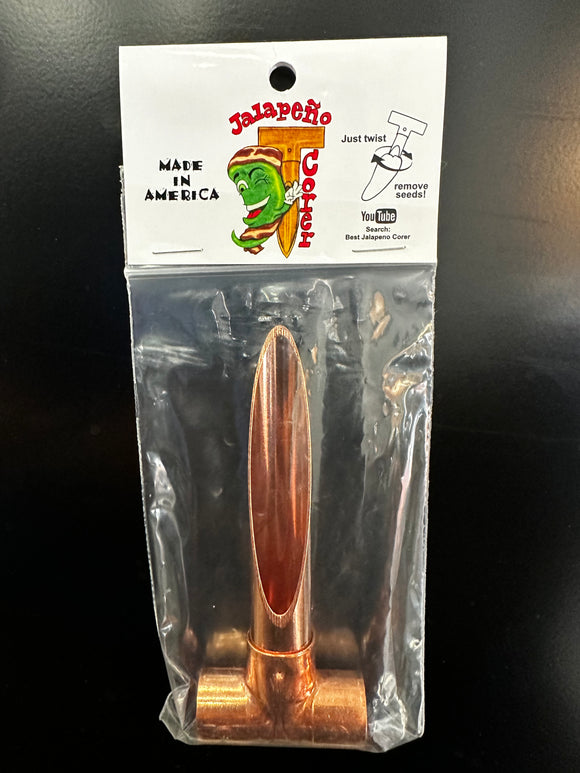 Jalapeño
Corer
MADE
IN
AMERICA
Just twist
remove
seeds!
YouTube
Search:
Best Jalapeno Corer